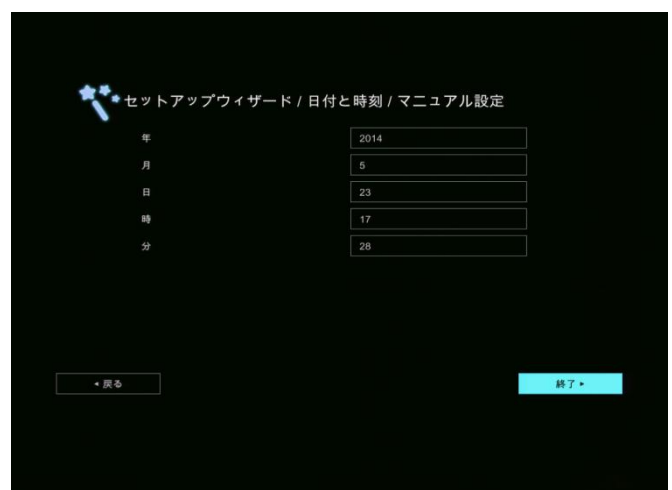 セットアップウィザード / 日付と時刻 / マニュアル設定
年 2014
月 5
日 23
時 17
分 28
◂ 戻る 終了 ▸